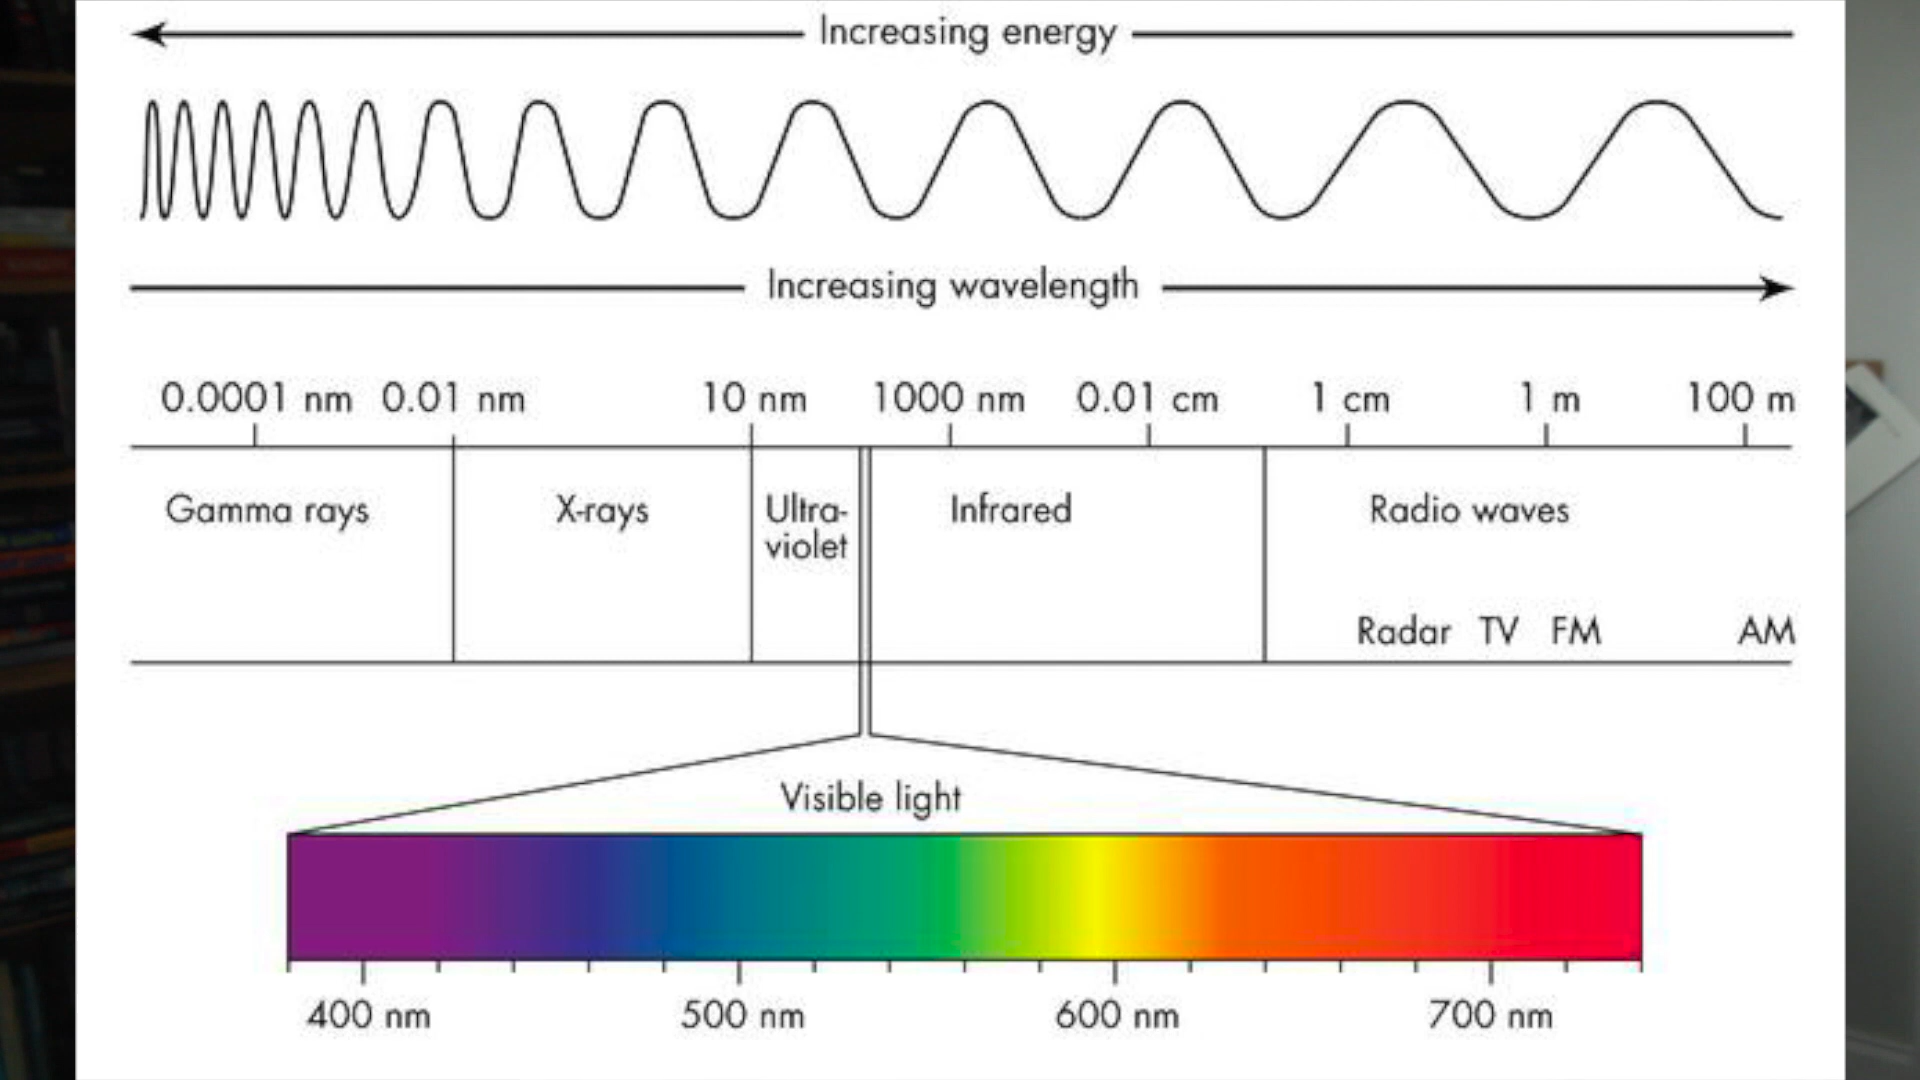 Increasing energy
Increasing wavelength
0.0001 nm 0.01 nm 10 nm 1000 nm 0.01 cm 1 cm 1 m 100 m
Gamma rays X-rays Ultra- Infrared Radio waves
violet
Radar TV FM AM
Visible light
400 nm 500 nm 600 nm 700 nm